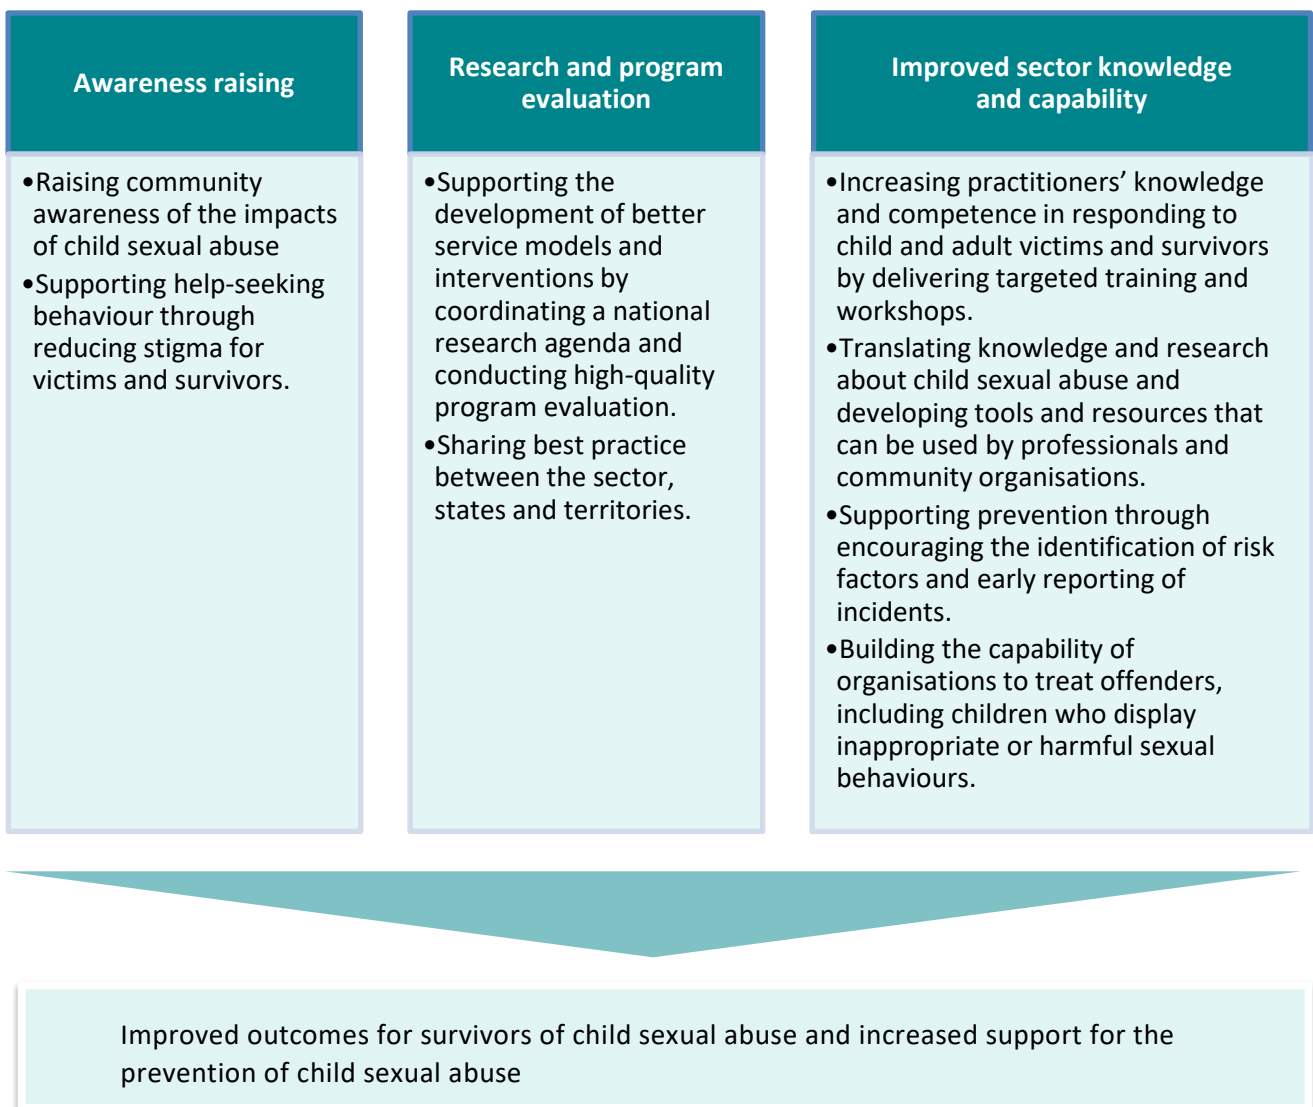 Awareness raising
•Raising community
awareness of the impacts
of child sexual abuse
•Supporting help-seeking
behaviour through
reducing stigma for
victims and survivors.
Research and program
evaluation
•Supporting the
development of better
service models and
interventions by
coordinating a national
research agenda and
conducting high-quality
program evaluation.
•Sharing best practice
between the sector,
states and territories.
Improved sector knowledge
and capability
•Increasing practitioners’ knowledge
and competence in responding to
child and adult victims and survivors
by delivering targeted training and
workshops.
•Translating knowledge and research
about child sexual abuse and
developing tools and resources that
can be used by professionals and
community organisations.
•Supporting prevention through
encouraging the identification of risk
factors and early reporting of
incidents.
•Building the capability of
organisations to treat offenders,
including children who display
inappropriate or harmful sexual
behaviours.
Improved outcomes for survivors of child sexual abuse and increased support for the
prevention of child sexual abuse